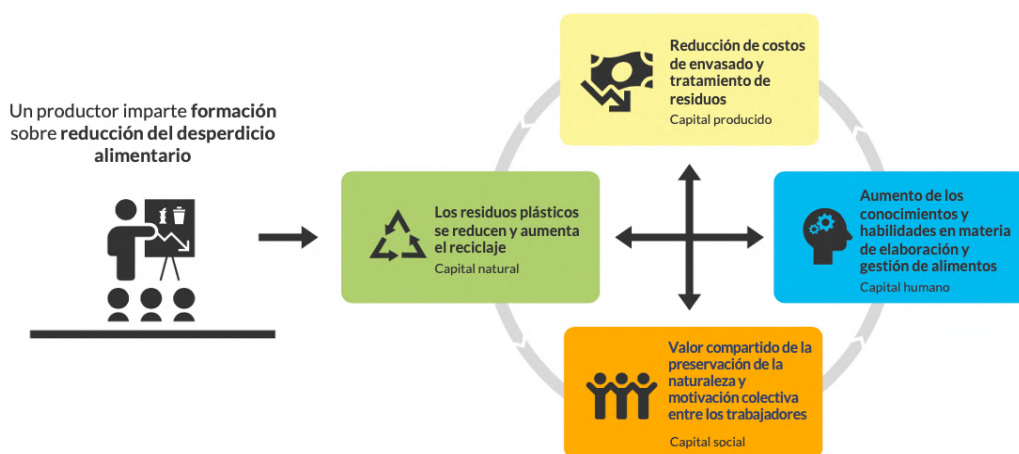 Un productor imparte formación
sobre reducción del desperdicio
alimentario
Reducción de costos
de envasado y
tratamiento de
residuos
Capital producido
Los residuos plásticos
se reducen y aumenta
el reciclaje
Capital natural
Aumento de los
conocimientos y
habilidades en materia
de elaboración y
gestión de alimentos
Capital humano
Valor compartido de la
preservación de la
naturaleza y
motivación colectiva
entre los trabajadores
Capital social